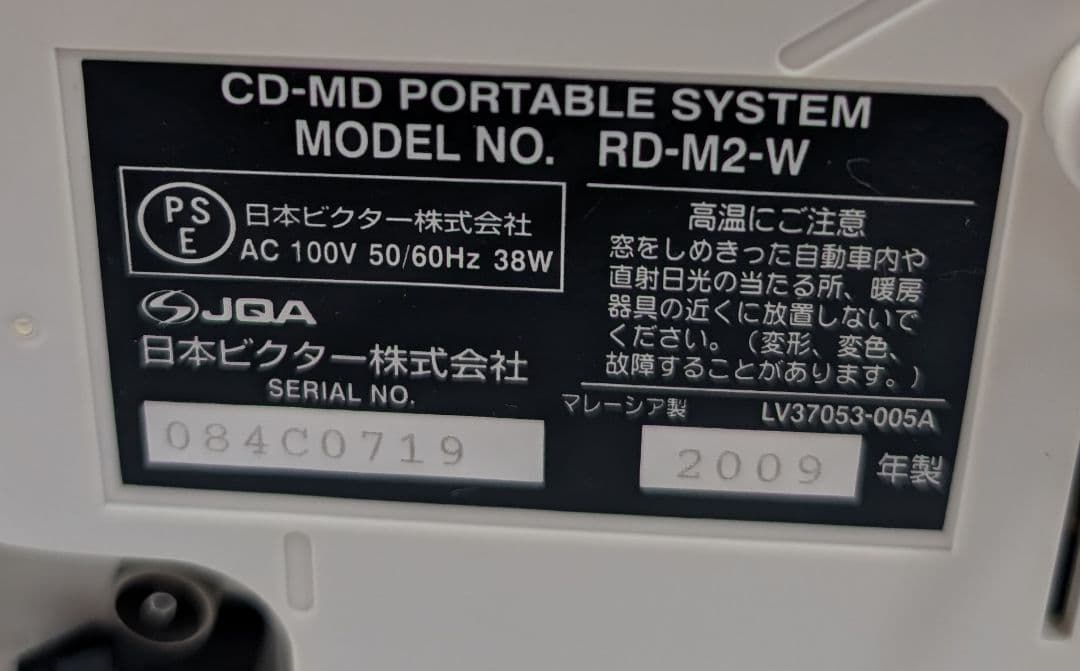 CD-MD PORTABLE SYSTEM
MODEL NO. RD-M2-W
PS
E
日本ビクター株式会社
AC 100V 50/60Hz 38W
JQA
日本ビクター株式会社
SERIAL NO.
084C0719
高温にご注意
窓をしめきった自動車内や
直射日光の当たる所、暖房
器具の近くに放置しないで
ください。（変形、変色、
故障することがあります。）
マレーシア製 LV37053-005A
2009 年製